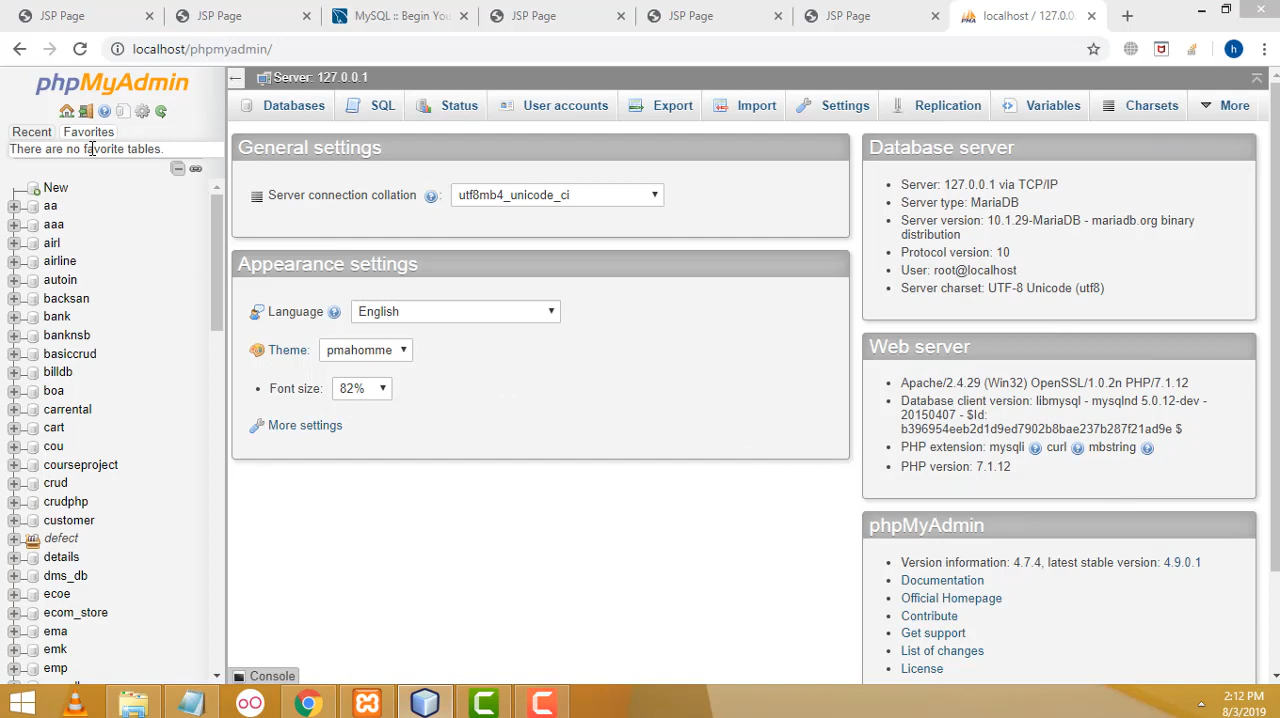 JSP Page
JSP Page
MySQL :: Begin You
JSP Page
JSP Page
JSP Page
localhost / 127.0.0.
localhost/phpmyadmin/
h
phpMyAdmin
Recent Favorites
There are no favorite tables.
New
aa
aaa
airl
airline
autoin
backsan
bank
banknsb
basiccrud
billdb
boa
carrental
cart
cou
courseproject
crud
crudphp
customer
defect
details
dms_db
ecoe
ecom_store
ema
emk
emp
Server: 127.0.0.1
Databases SQL Status User accounts Export Import Settings Replication Variables Charsets More
General settings
Server connection collation : utf8mb4_unicode_ci
Appearance settings
Language English
Theme: pmahomme
Font size: 82%
More settings
Console
Database server
Server: 127.0.0.1 via TCP/IP
Server type: MariaDB
Server version: 10.1.29-MariaDB - mariadb.org binary
distribution
Protocol version: 10
User: root@localhost
Server charset: UTF-8 Unicode (utf8)
Web server
Apache/2.4.29 (Win32) OpenSSL/1.0.2n PHP/7.1.12
Database client version: libmysql - mysqlnd 5.0.12-dev -
20150407 - $Id:
b396954eeb2d1d9ed7902b8bae237b287f21ad9e $
PHP extension: mysqli curl mbstring
PHP version: 7.1.12
phpMyAdmin
Version information: 4.7.4, latest stable version: 4.9.0.1
Documentation
Official Homepage
Contribute
Get support
List of changes
License
2:12 PM
8/3/2019